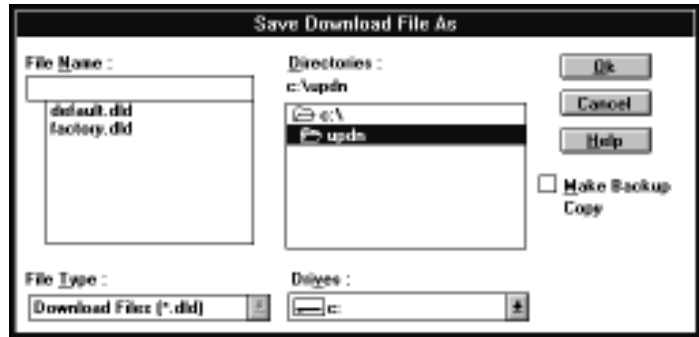 Save Download File As
File Name :
default.dld
factory.dld
File Type :
Download Files (*.dld)
Directories :
c:\updn
c:\
updn
Drives :
c:
Ok
Cancel
Help
Make Backup
Copy